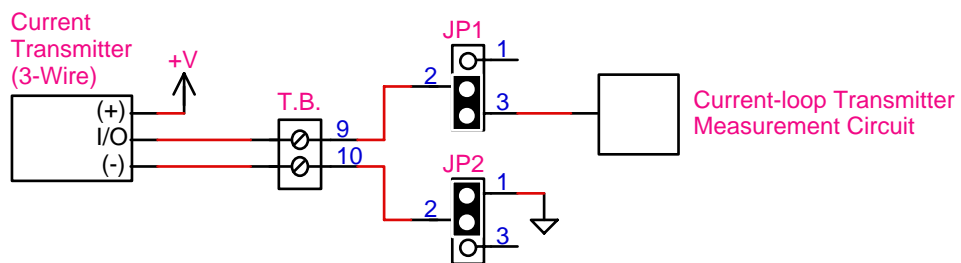 Current
Transmitter
(3-Wire)
+V
(+)
I/O
(-)
T.B.
9
10
JP1
1
2
3
JP2
1
2
3
Current-loop Transmitter
Measurement Circuit